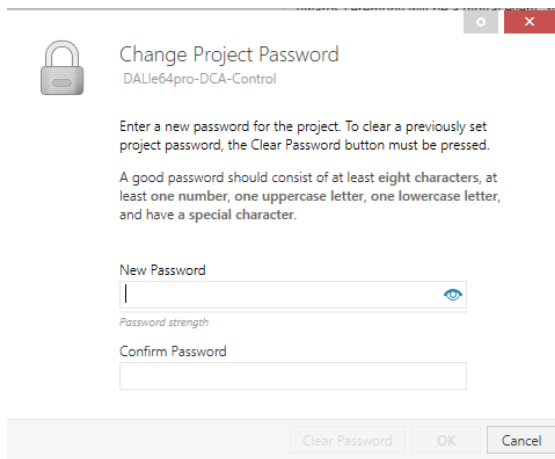 Change Project Password
DALIe64pro-DCA-Control
Enter a new password for the project. To clear a previously set
project password, the Clear Password button must be pressed.
A good password should consist of at least eight characters, at
least one number, one uppercase letter, one lowercase letter,
and have a special character.
New Password
Password strength
Confirm Password
Clear Password OK Cancel